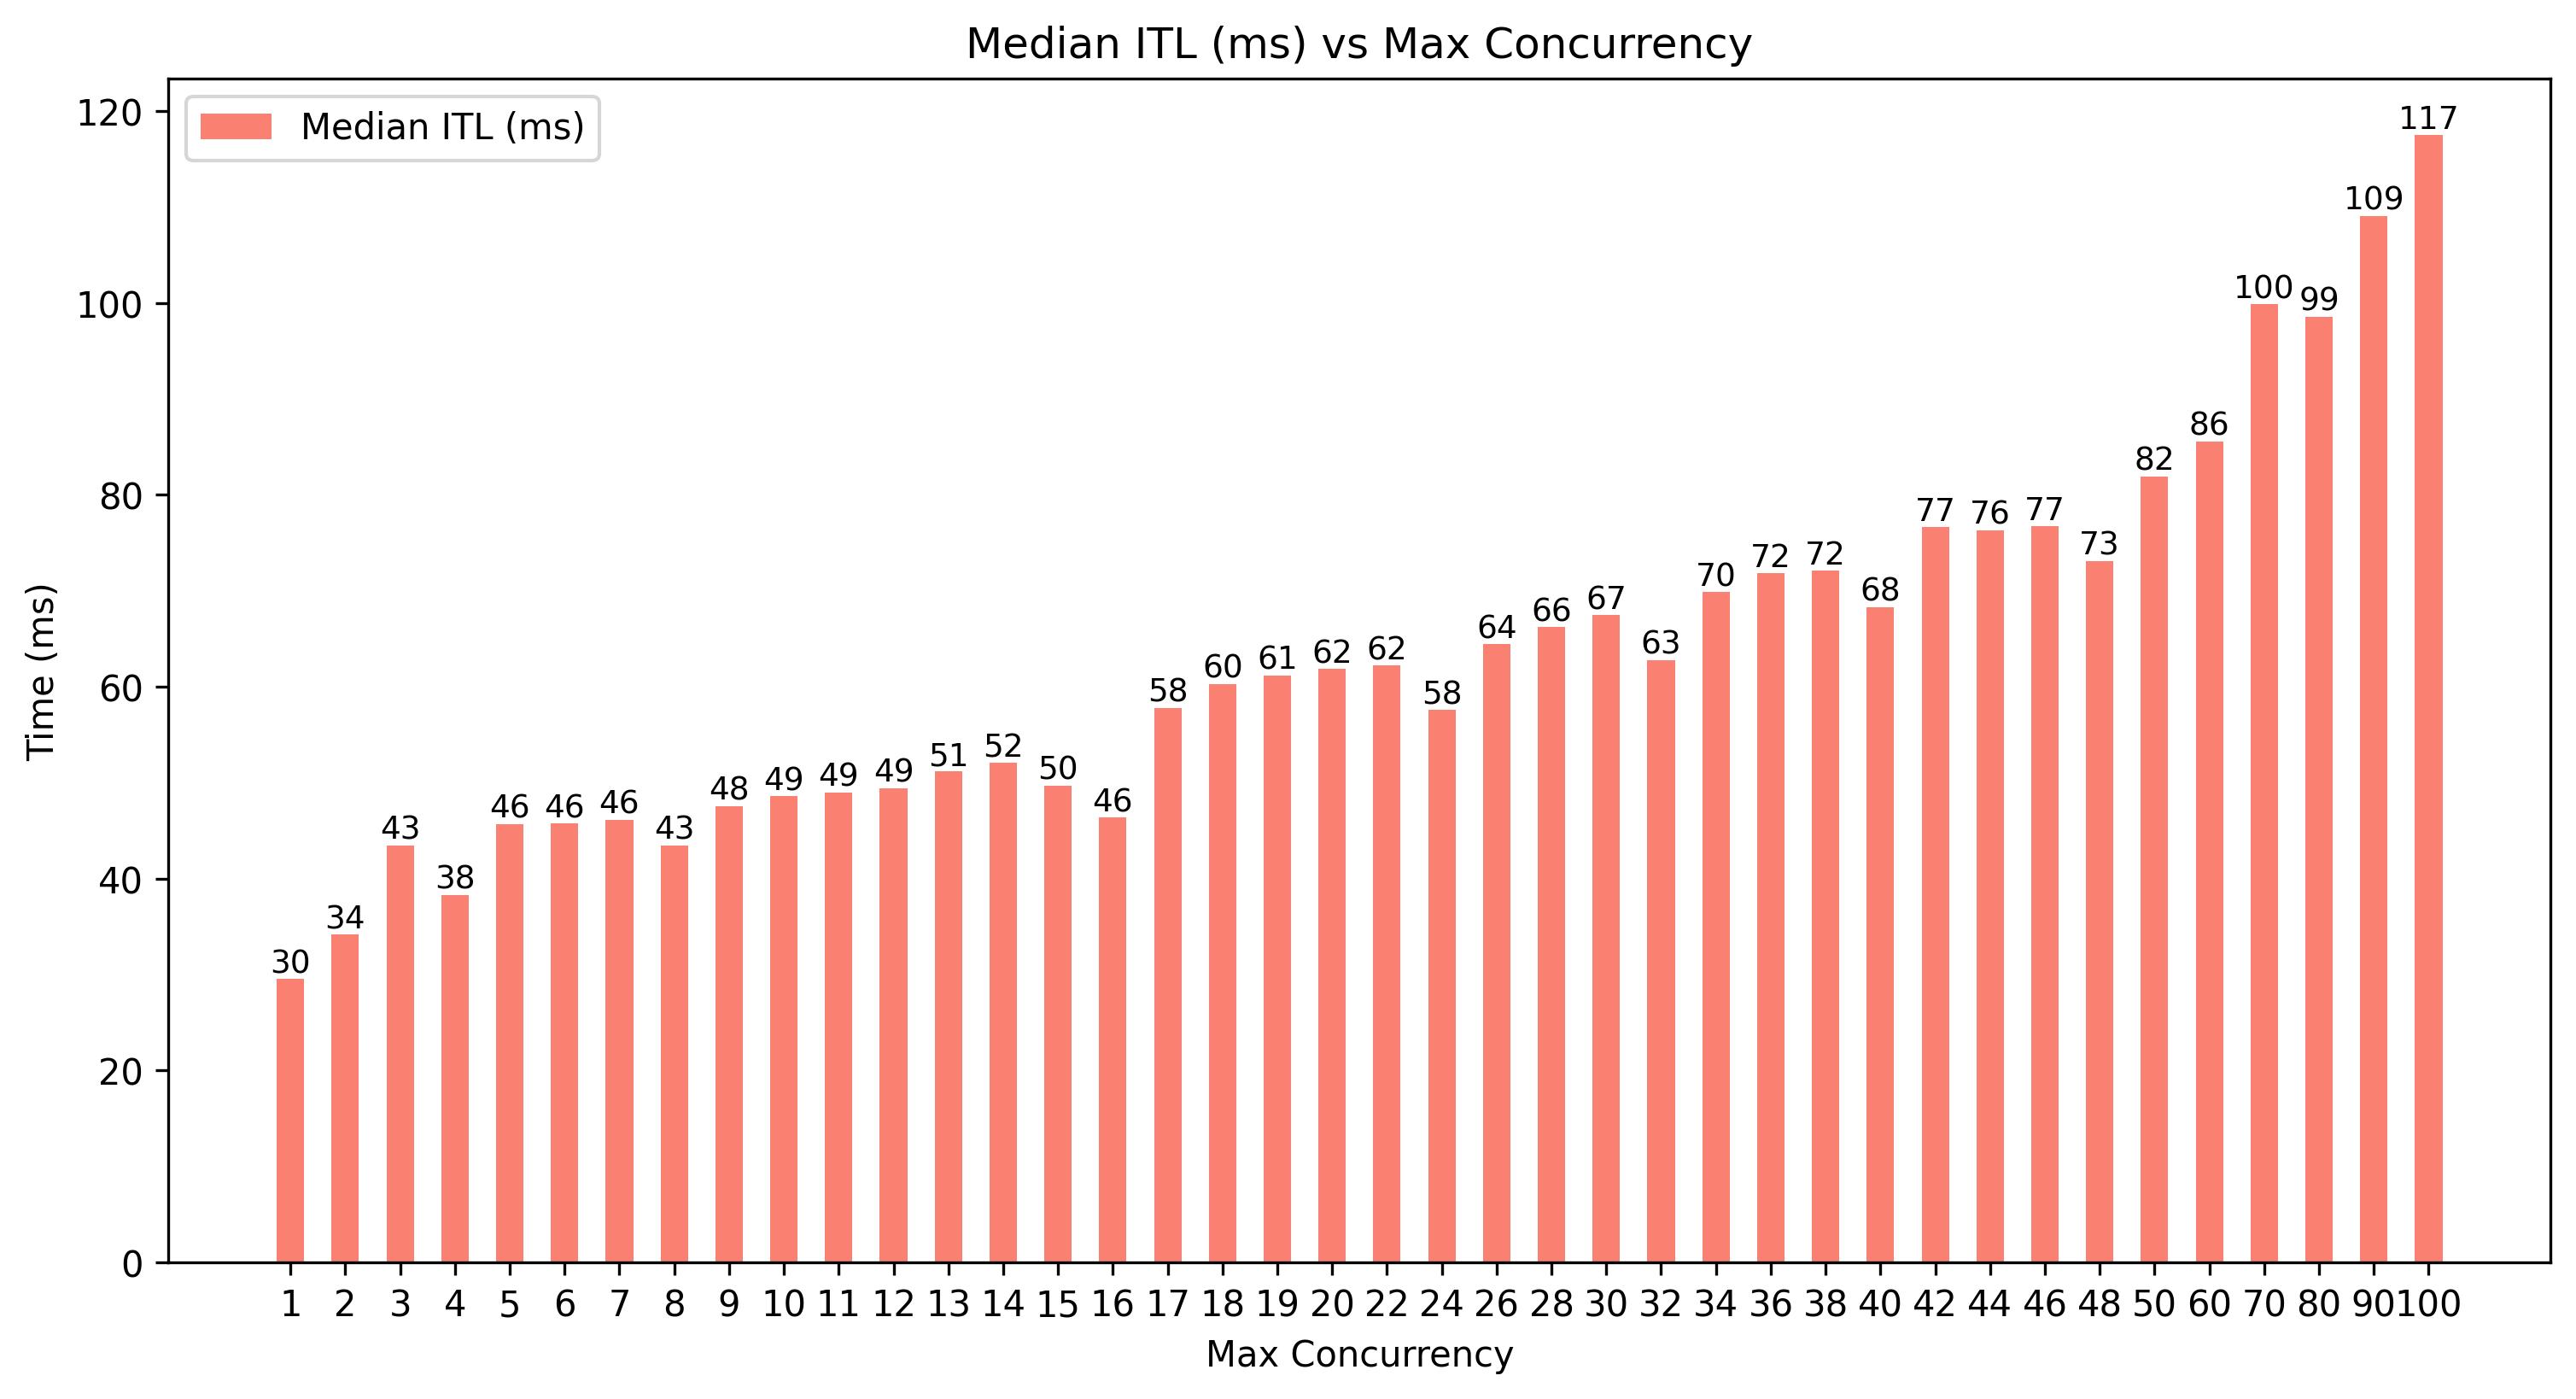 Median ITL (ms) vs Max Concurrency
Median ITL (ms)
Time (ms)
120
100
80
60
40
20
0
30 34 43 38 46 46 46 43 48 49 49 49 51 52 50 46 58 60 61 62 62 58 64 66 67 63 70 72 72 68 77 76 77 73 82 86 100 99 109 117
1 2 3 4 5 6 7 8 9 10 11 12 13 14 15 16 17 18 19 20 22 24 26 28 30 32 34 36 38 40 42 44 46 48 50 60 70 80 90 100
Max Concurrency